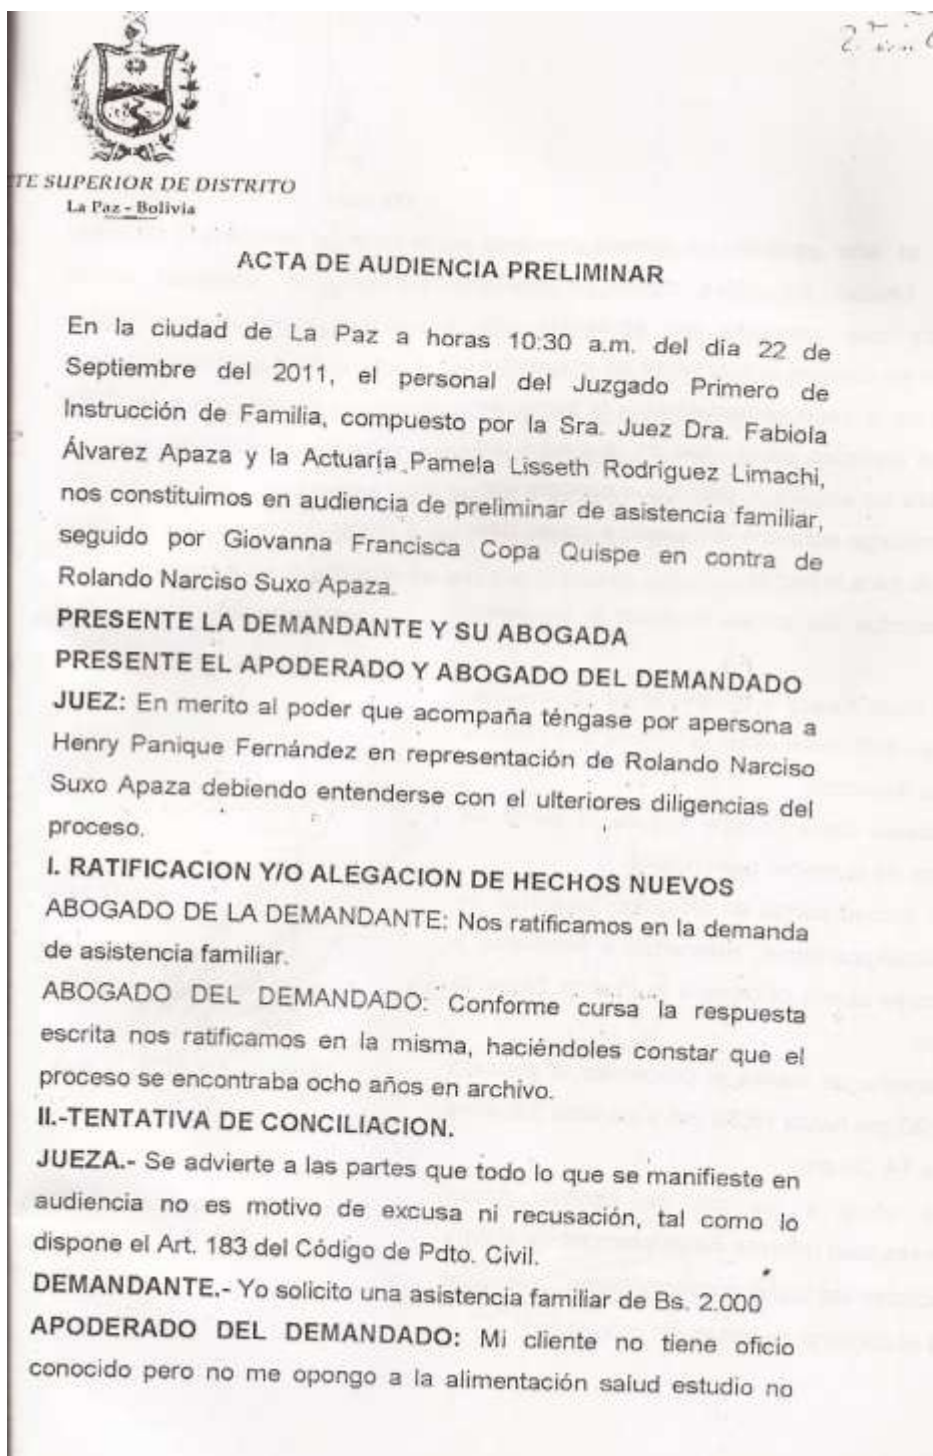 TE SUPERIOR DE DISTRITO
La Paz - Bolivia
ACTA DE AUDIENCIA PRELIMINAR
En la ciudad de La Paz a horas 10:30 a.m. del día 22 de
Septiembre del 2011, el personal del Juzgado Primero de
Instrucción de Familia, compuesto por la Sra. Juez Dra. Fabiola
Álvarez Apaza y la Actuaría Pamela Lisseth Rodriguez Limachi,
nos constituimos en audiencia de preliminar de asistencia familiar,
seguido por Giovanna Francisca Copa Quispe en contra de
Rolando Narciso Suxo Apaza.
PRESENTE LA DEMANDANTE Y SU ABOGADA
PRESENTE EL APODERADO Y ABOGADO DEL DEMANDADO
JUEZ: En merito al poder que acompaña téngase por apersona a
Henry Panique Fernández en representación de Rolando Narciso
Suxo Apaza debiendo entenderse con el ulteriores diligencias del
proceso.
I. RATIFICACION Y/O ALEGACION DE HECHOS NUEVOS
ABOGADO DE LA DEMANDANTE: Nos ratificamos en la demanda
de asistencia familiar.
ABOGADO DEL DEMANDADO: Conforme cursa la respuesta
escrita nos ratificamos en la misma, haciéndoles constar que el
proceso se encontraba ocho años en archivo.
II.-TENTATIVA DE CONCILIACION.
JUEZA.- Se advierte a las partes que todo lo que se manifieste en
audiencia no es motivo de excusa ni recusación, tal como lo
dispone el Art. 183 del Código de Pdto. Civil.
DEMANDANTE.- Yo solicito una asistencia familiar de Bs. 2.000
APODERADO DEL DEMANDADO: Mi cliente no tiene oficio
conocido pero no me opongo a la alimentación salud estudio no